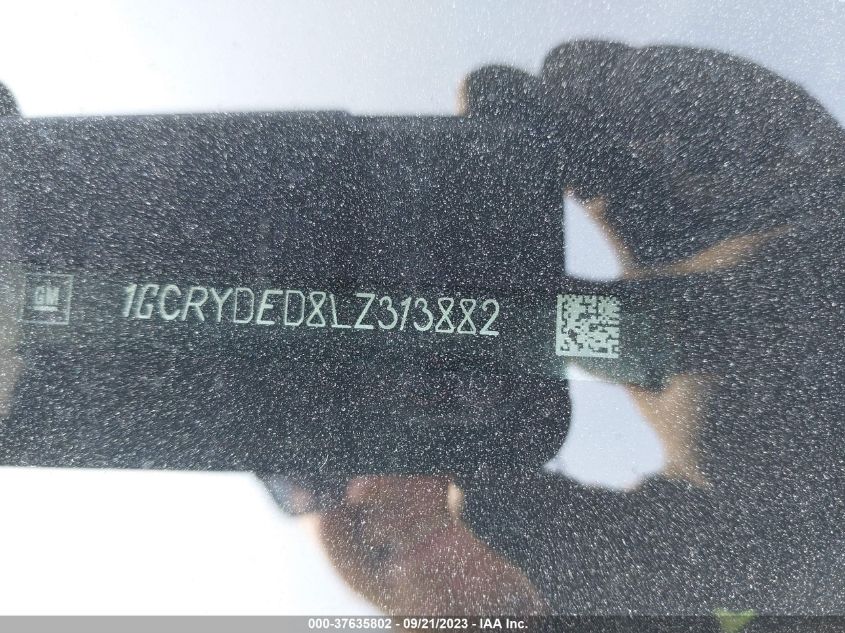 GM 1GCRYDED8LZ313882
000-37635802 - 09/21/2023 - IAA Inc.